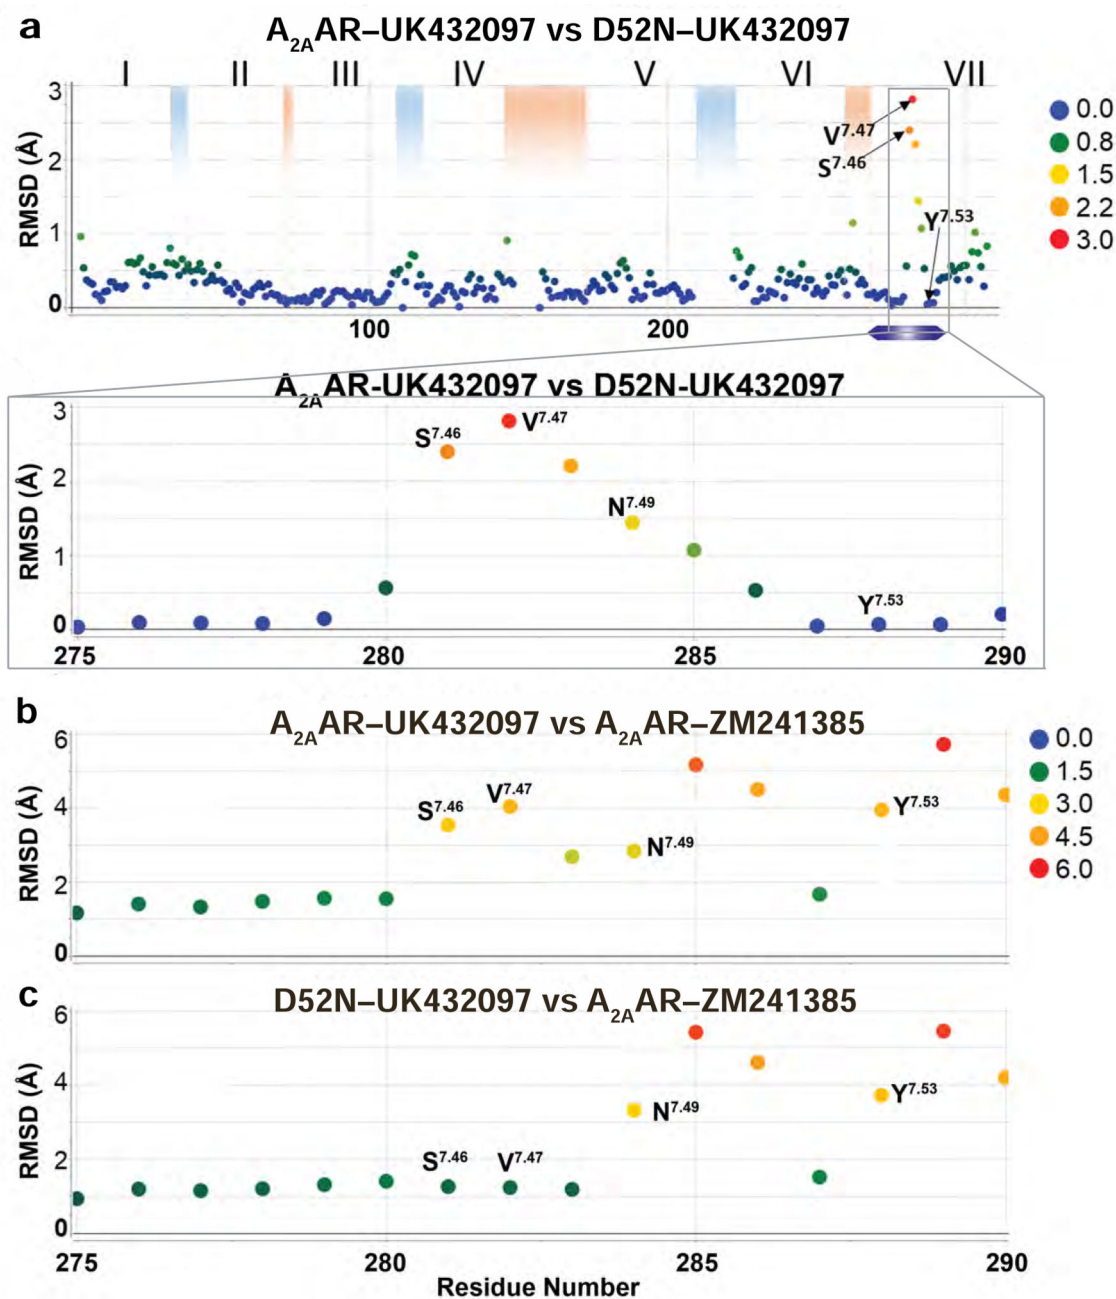 a
A2AAR–UK432097 vs D52N–UK432097
I II III IV V VI VII
RMSD (Å)
3
2
1
0
V7.47
S7.46
Y7.53
100 200
0.0
0.8
1.5
2.2
3.0
A2AAR-UK432097 vs D52N-UK432097
RMSD (Å)
3
2
1
0
S7.46
V7.47
N7.49
Y7.53
275 280 285 290
b
A2AAR–UK432097 vs A2AAR–ZM241385
RMSD (Å)
6
4
2
0
S7.46
V7.47
N7.49
Y7.53
0.0
1.5
3.0
4.5
6.0
c
D52N–UK432097 vs A2AAR–ZM241385
RMSD (Å)
6
4
2
0
S7.46
V7.47
N7.49
Y7.53
275 280 285 290
Residue Number